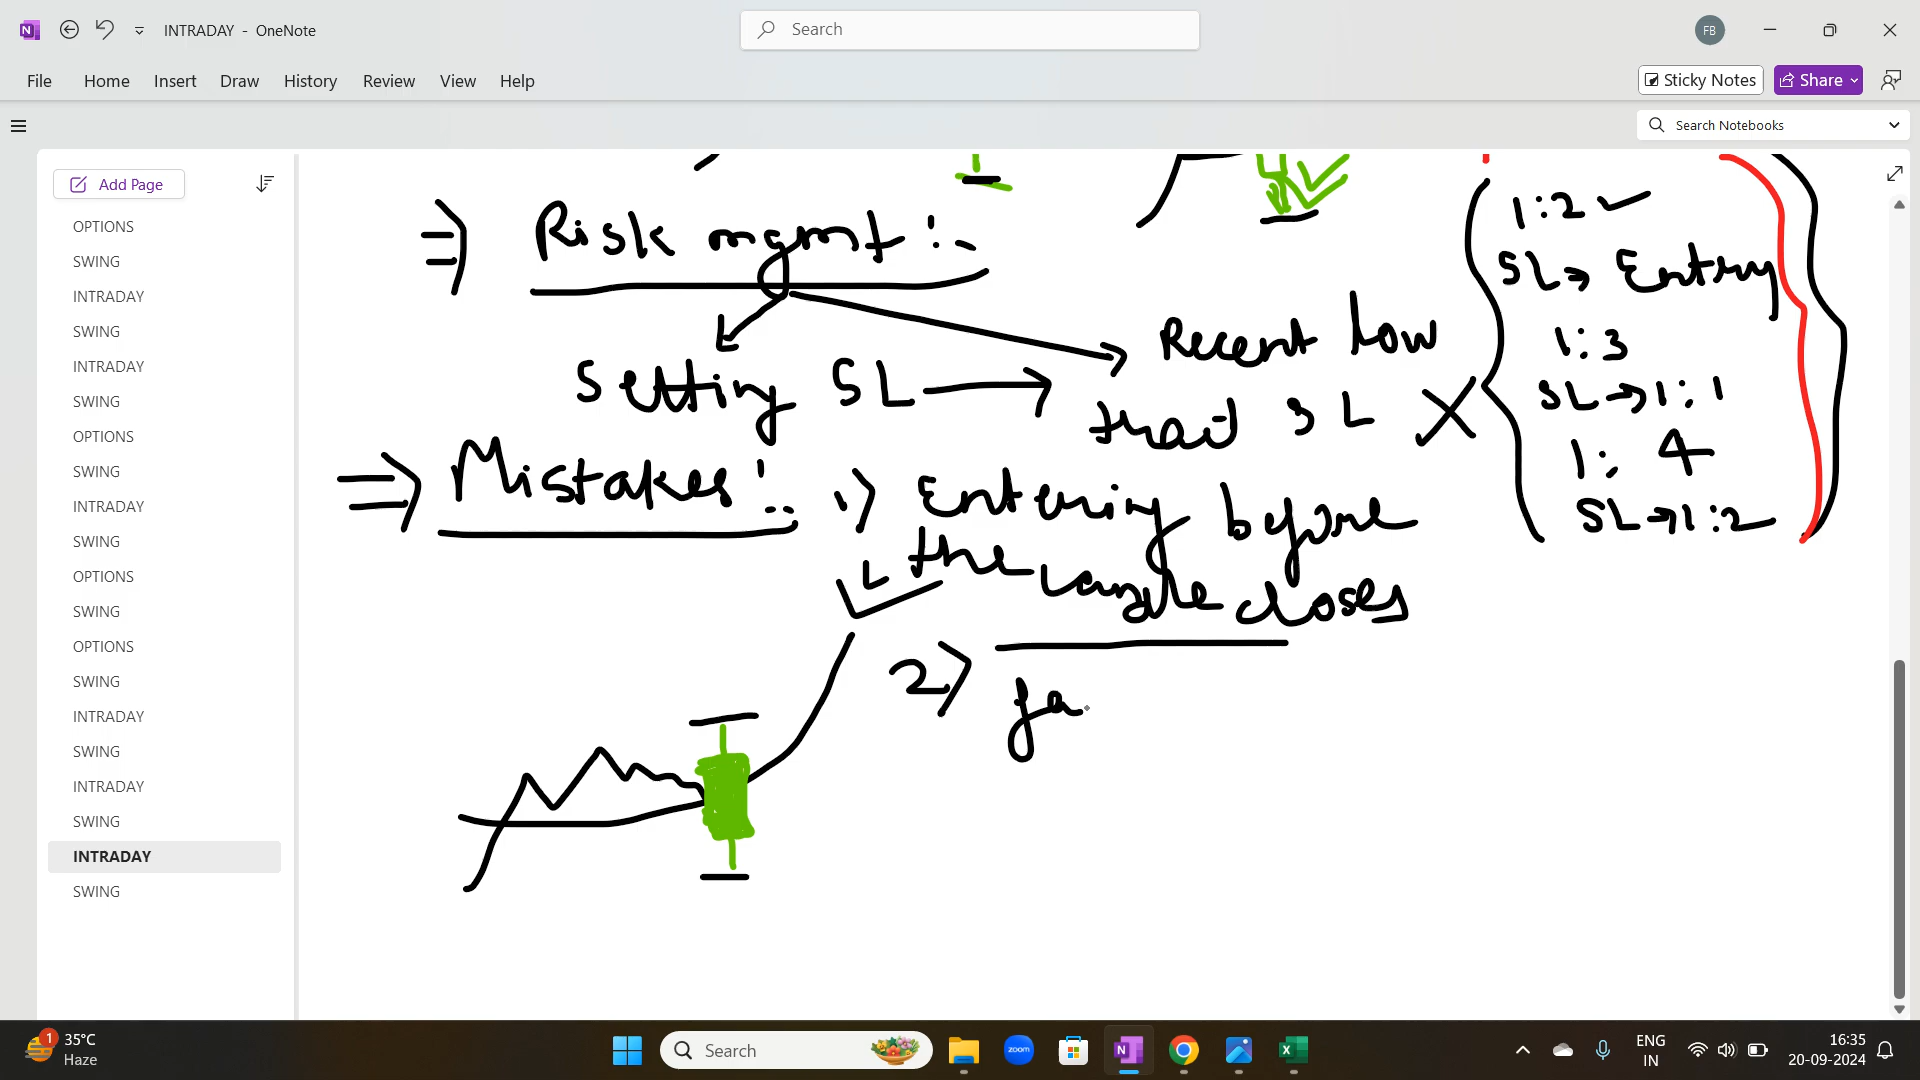 INTRADAY - OneNote
Search
FB
File Home Insert Draw History Review View Help
Sticky Notes
Share
Search Notebooks
Add Page
OPTIONS
SWING
INTRADAY
SWING
INTRADAY
SWING
OPTIONS
SWING
INTRADAY
SWING
OPTIONS
SWING
OPTIONS
SWING
INTRADAY
SWING
INTRADAY
SWING
INTRADAY
SWING
=> Risk mgmt :-
Setting SL →
Recent low
trail SL ×
1:2 ✓
SL → Entry
1:3
SL → 1:1
1: 4
SL → 1:2
=> Mistakes :-
1) Entering before
the candle closes
2)
1
35°C
Haze
Search
zoom
ENG
IN
16:35
20-09-2024